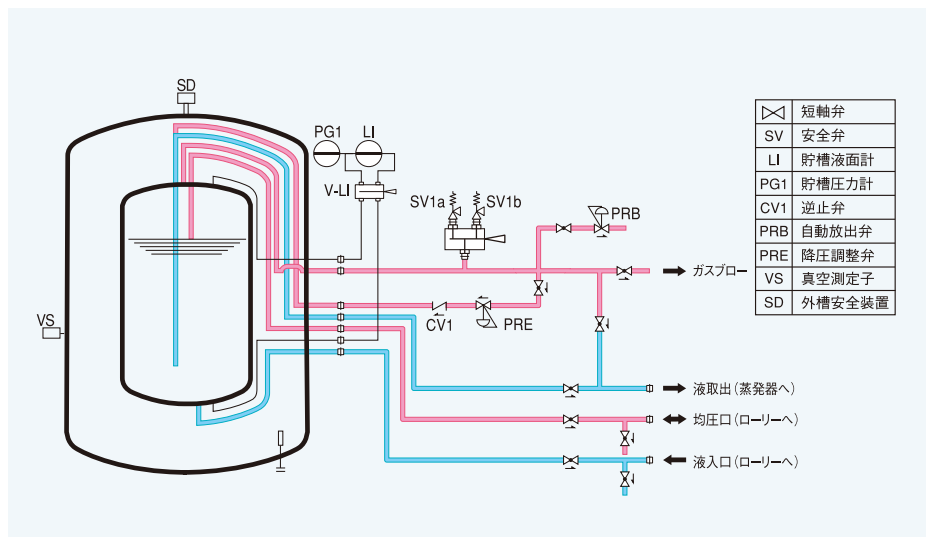 SD
PG1
LI
V-LI
SV1a
SV1b
PRB
ガスブロー
VS
CV1
PRE
液取出(蒸発器へ)
均圧口(ローリーへ)
液入口(ローリーへ)
短軸弁
SV 安全弁
LI 貯槽液面計
PG1 貯槽圧力計
CV1 逆止弁
PRB 自動放出弁
PRE 降圧調整弁
VS 真空測定子
SD 外槽安全装置